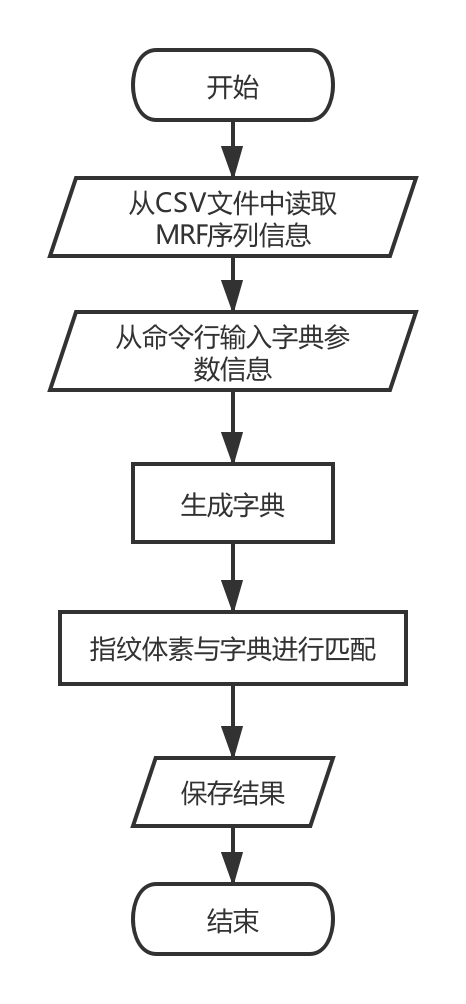 开始
从CSV文件中读取
MRF序列信息
从命令行输入字典参
数信息
生成字典
指纹体素与字典进行匹配
保存结果
结束